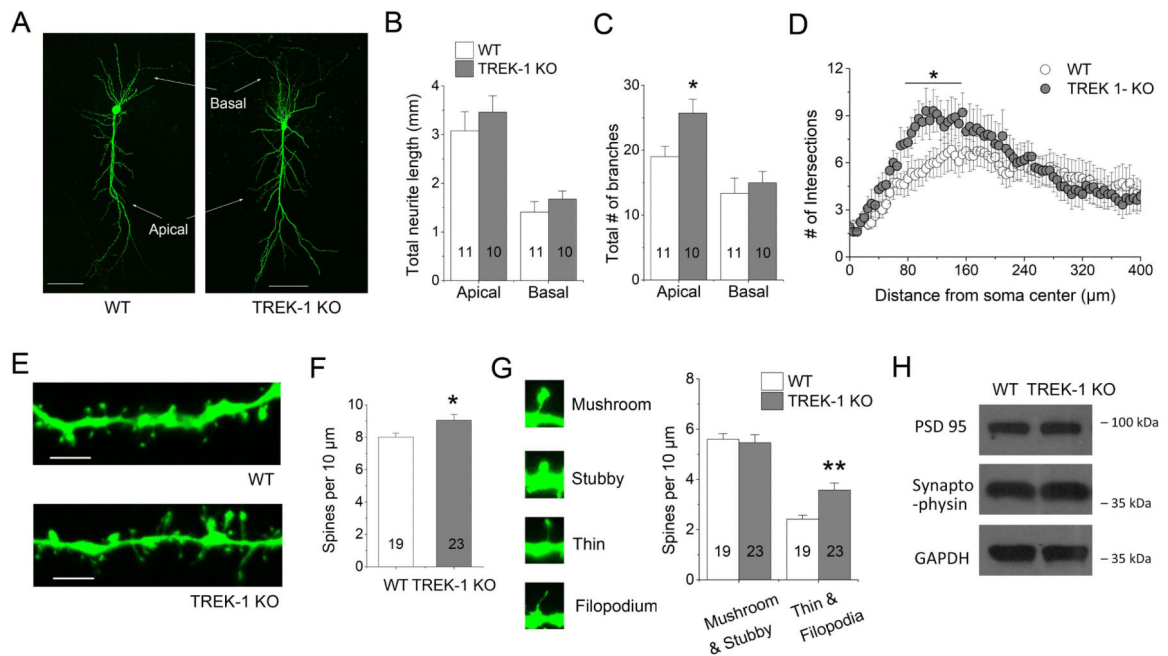 A
Basal
Apical
WT
TREK-1 KO
B
WT
TREK-1 KO
Total neurite length (mm)
4
3
2
1
0
11
10
11
10
Apical
Basal
C
Total # of branches
30
20
10
0
*
11
10
11
10
Apical
Basal
D
WT
TREK 1- KO
*
# of Intersections
12
9
6
3
0
80
160
240
320
400
Distance from soma center (µm)
E
WT
TREK-1 KO
F
Spines per 10 µm
10
8
6
4
2
0
*
19
23
WT TREK-1 KO
G
Mushroom
Stubby
Thin
Filopodium
WT
TREK-1 KO
Spines per 10 µm
8
6
4
2
0
**
19
23
19
23
Mushroom
& Stubby
Thin &
Filopodia
H
WT TREK-1 KO
PSD 95
– 100 kDa
Synapto
-physin
– 35 kDa
GAPDH
– 35 kDa